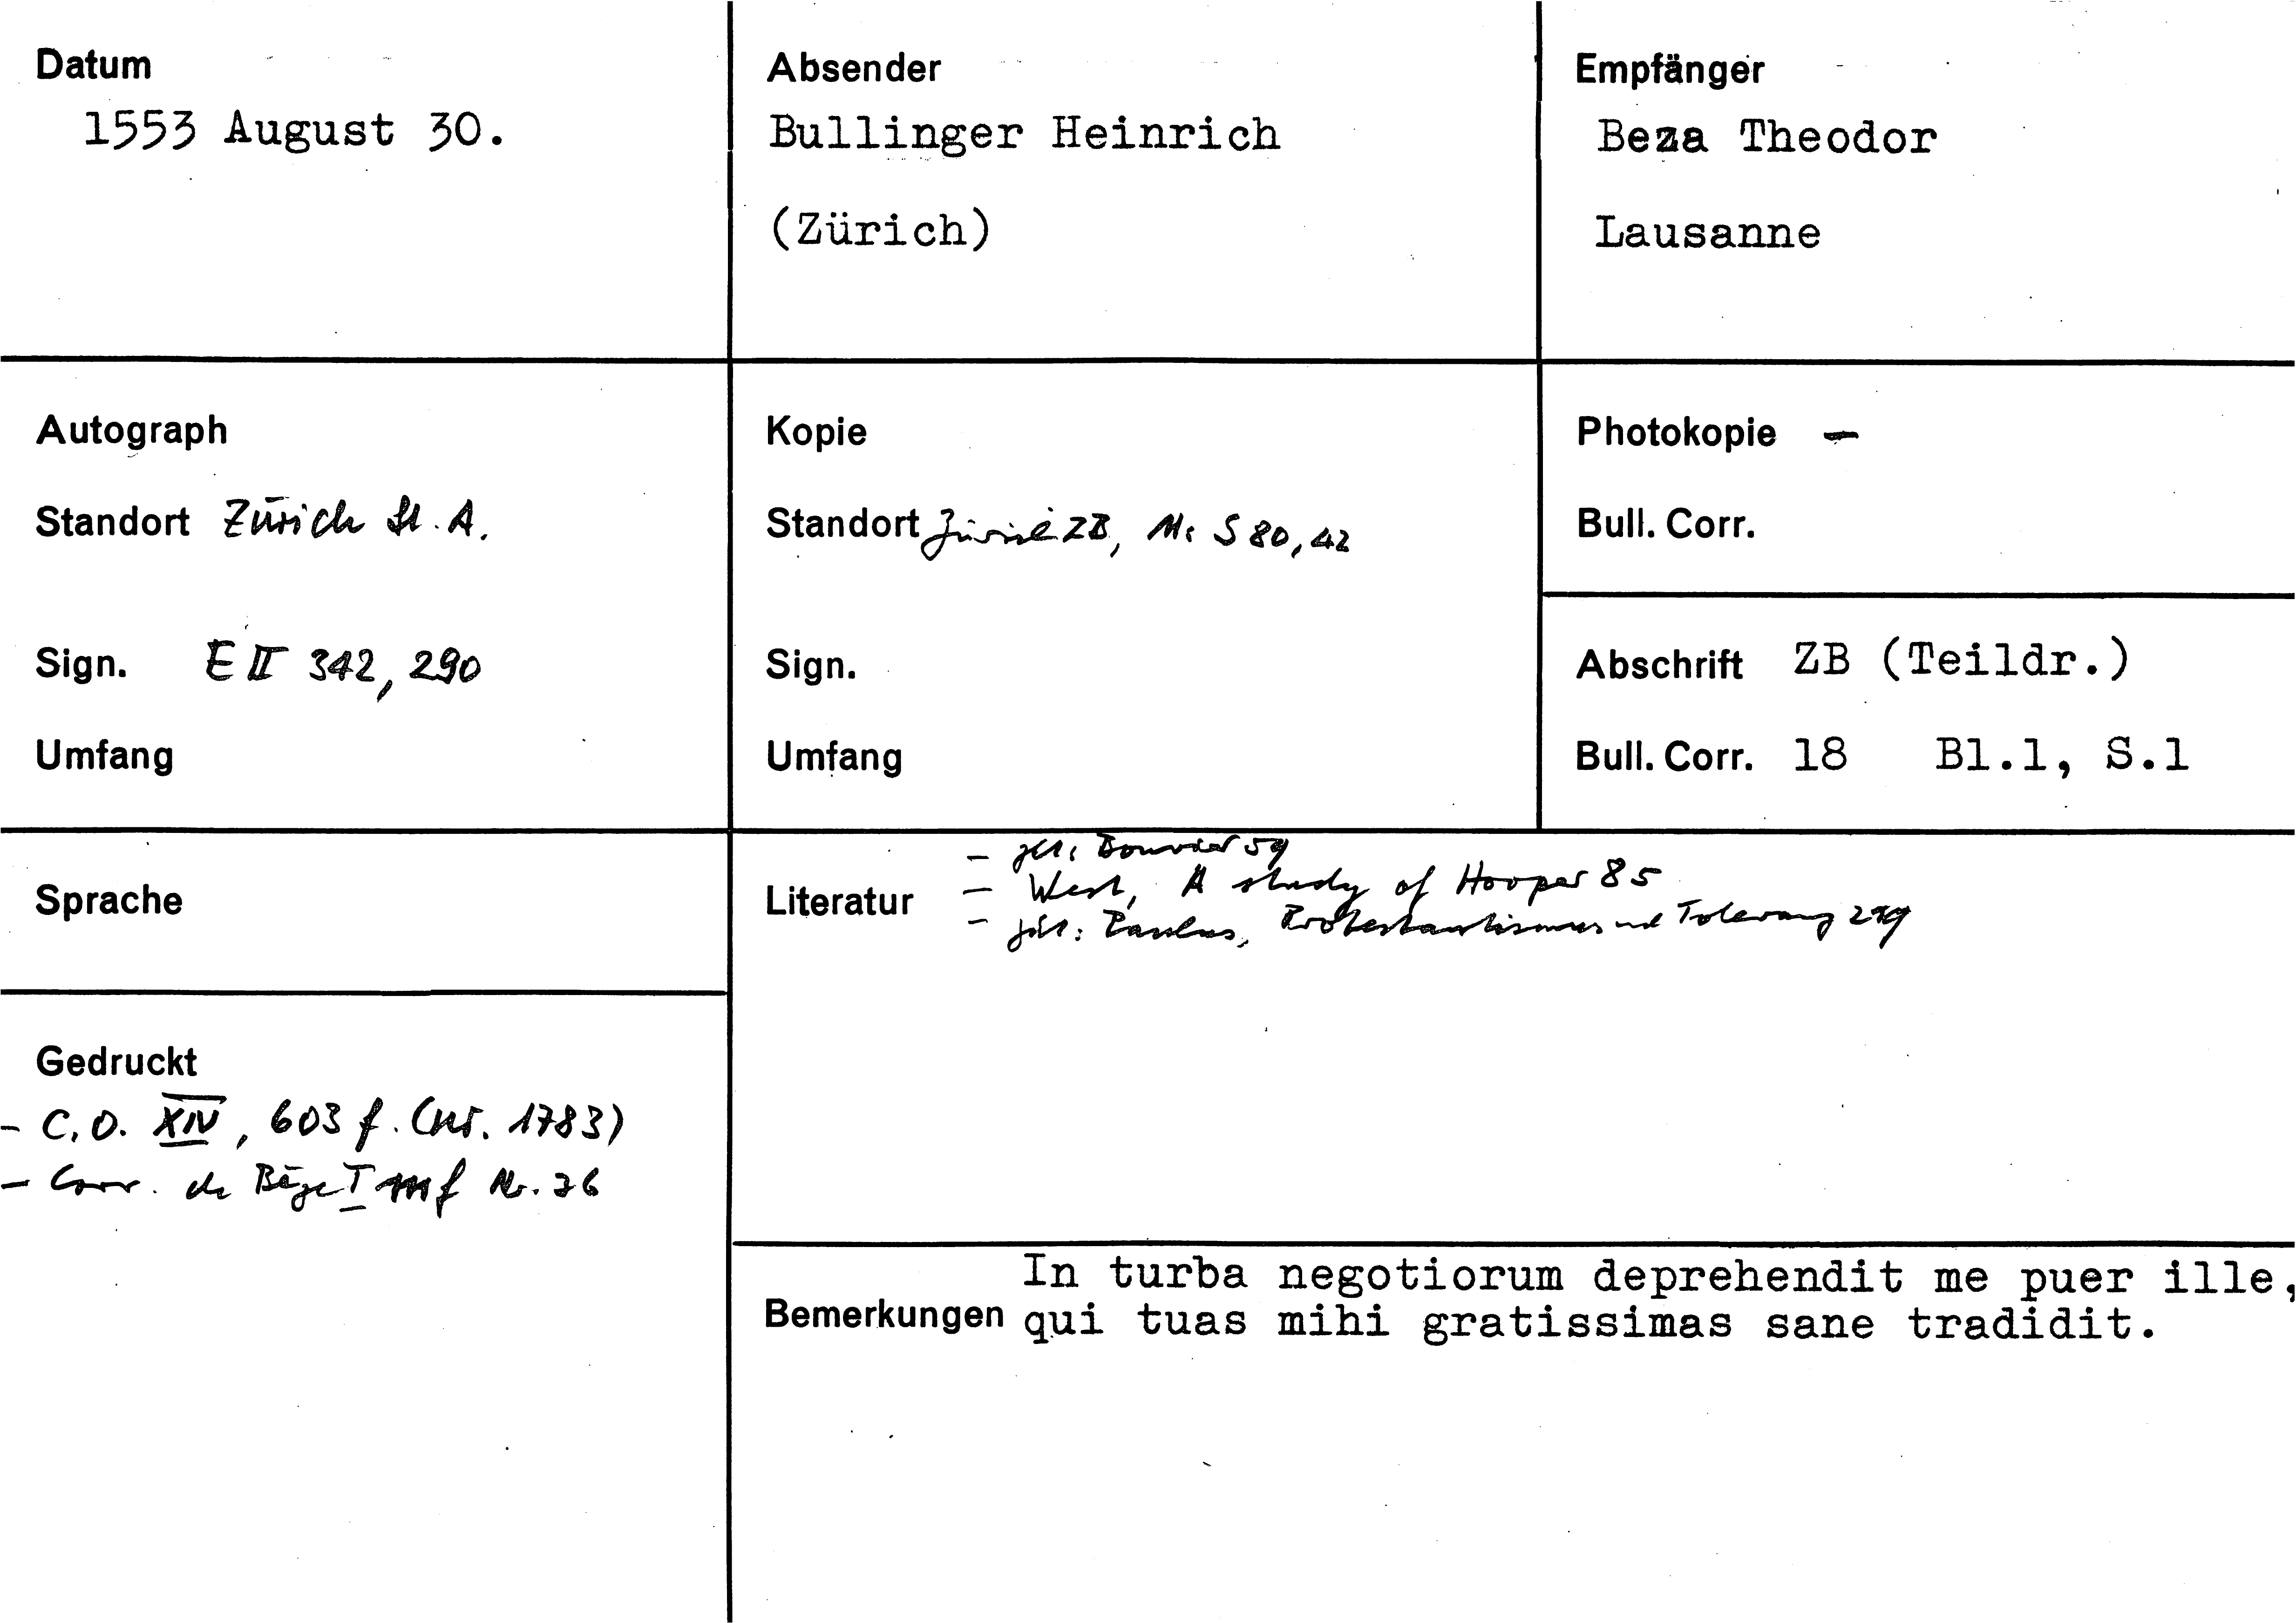 Datum
1553 August 30.
Absender
Bullinger Heinrich
(Zürich)
Empfänger
Beza Theodor
Lausanne
Autograph
Standort Zürich St. A.
Sign. E II 342, 290
Umfang
Kopie
Standort Zürich ZB, Ms S 80, 42
Sign.
Umfang
Photokopie –
Bull. Corr.
Abschrift ZB (Teildr.)
Bull. Corr. 18 Bl.1, S.1
Sprache
Literatur
- zit: Bouvier 59
- West, A study of Hooper 85
- zit: Paulus, Protestantismus und Toleranz
Gedruckt
- C.O. XIV, 603 f. (nr. 1783)
- Corr. de Bèze I Nr. 36
Bemerkungen
In turba negotiorum deprehendit me puer ille,
qui tuas mihi gratissimas sane tradidit.